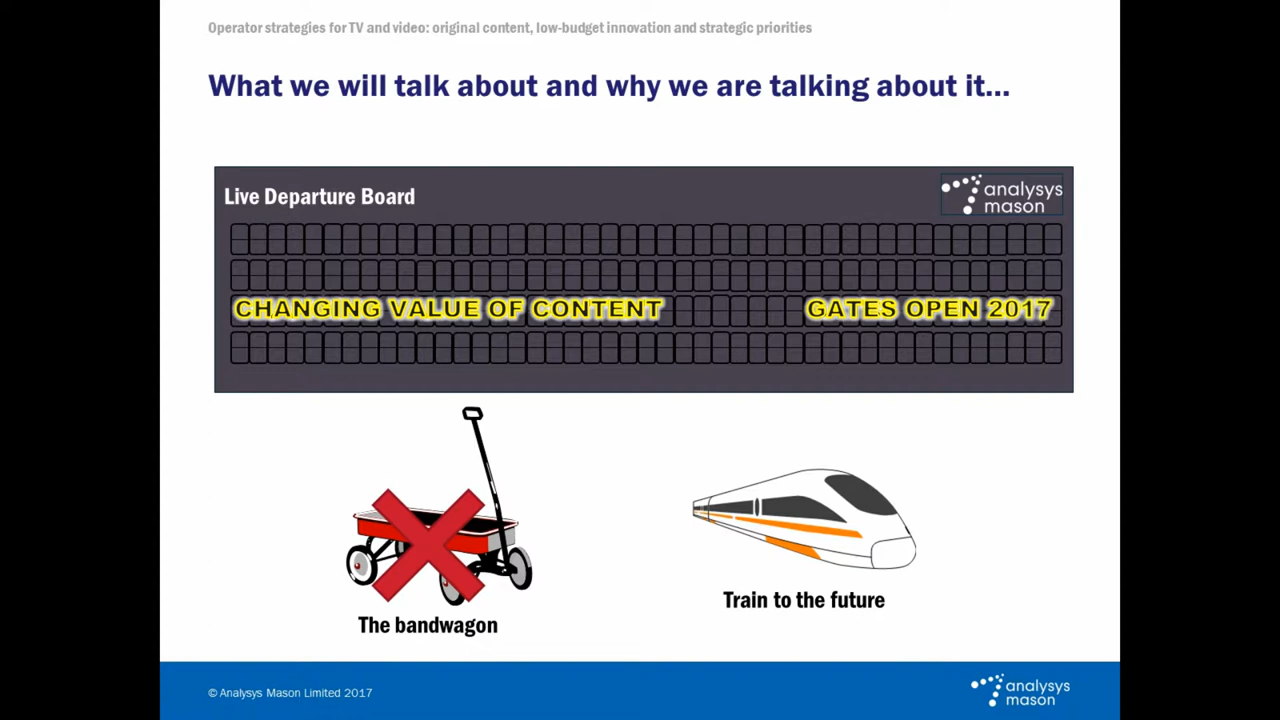 Operator strategies for TV and video: original content, low-budget innovation and strategic priorities
What we will talk about and why we are talking about it...
Live Departure Board
analysys
mason
CHANGING VALUE OF CONTENT GATES OPEN 2017
The bandwagon
Train to the future
© Analysys Mason Limited 2017
analysys
mason